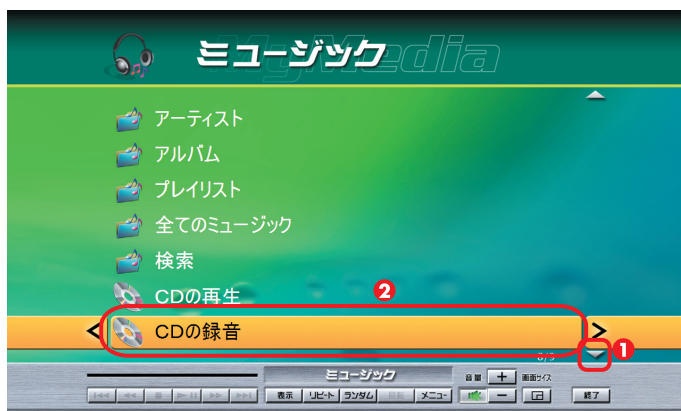 ミュージック MyMedia
アーティスト
アルバム
プレイリスト
全てのミュージック
検索
CDの再生
2
CDの録音
1
ミュージック
音量 + 画面サイズ
表示 リピート ランダム 回転 メニュー - 終了